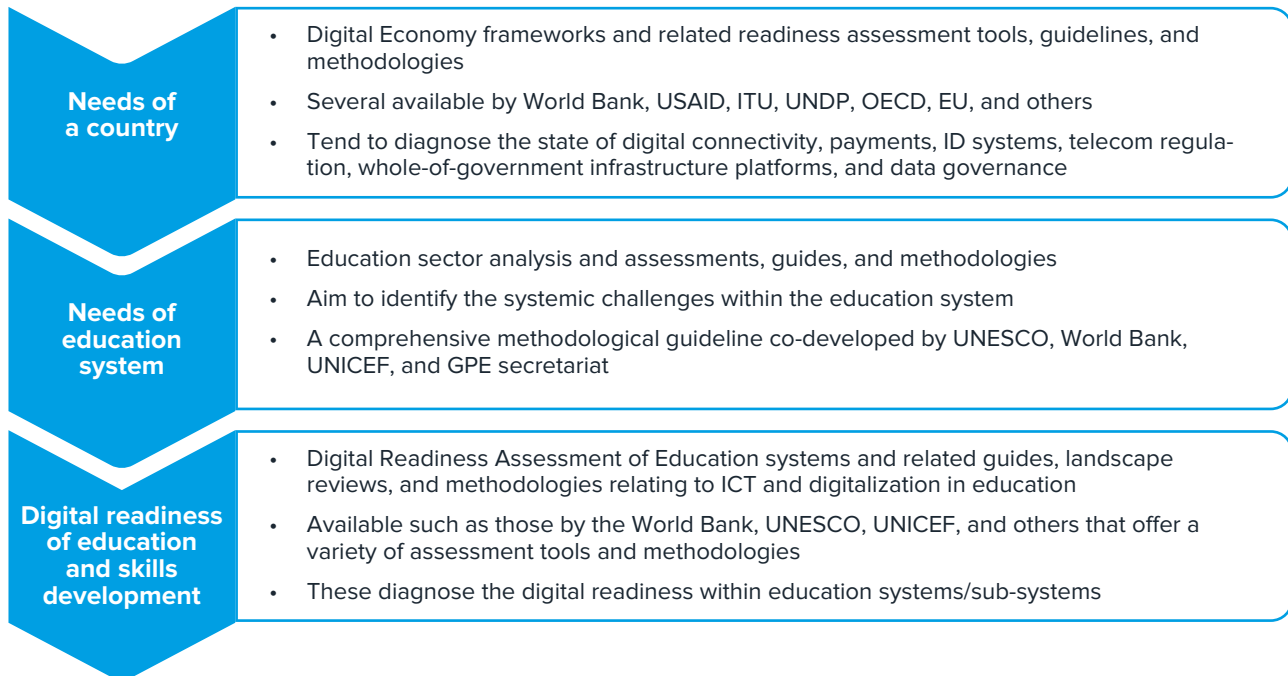 Needs of
a country
• Digital Economy frameworks and related readiness assessment tools, guidelines, and
methodologies
• Several available by World Bank, USAID, ITU, UNDP, OECD, EU, and others
• Tend to diagnose the state of digital connectivity, payments, ID systems, telecom regula-
tion, whole-of-government infrastructure platforms, and data governance
Needs of
education
system
• Education sector analysis and assessments, guides, and methodologies
• Aim to identify the systemic challenges within the education system
• A comprehensive methodological guideline co-developed by UNESCO, World Bank,
UNICEF, and GPE secretariat
Digital readiness
of education
and skills
development
• Digital Readiness Assessment of Education systems and related guides, landscape
reviews, and methodologies relating to ICT and digitalization in education
• Available such as those by the World Bank, UNESCO, UNICEF, and others that offer a
variety of assessment tools and methodologies
• These diagnose the digital readiness within education systems/sub-systems